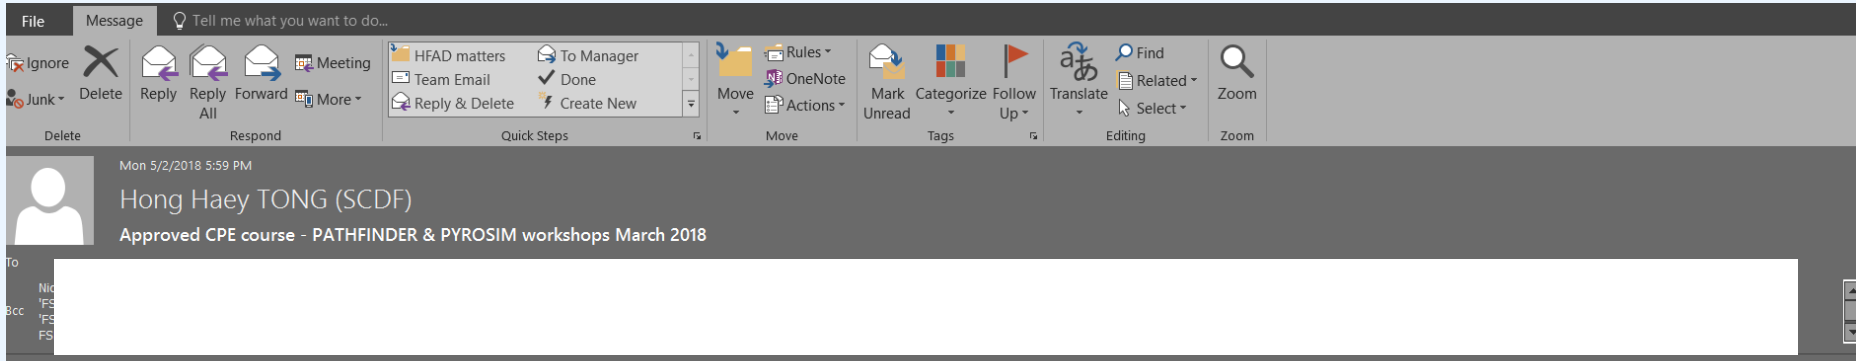 File Message Tell me what you want to do...
Ignore
Junk
Delete
Delete
Reply
Reply All
Forward
Meeting
More
Respond
HFAD matters
Team Email
Reply & Delete
To Manager
Done
Create New
Quick Steps
Move
Rules
OneNote
Actions
Move
Mark Unread
Categorize
Follow Up
Tags
Translate
Find
Related
Select
Editing
Zoom
Zoom
Mon 5/2/2018 5:59 PM
Hong Haey TONG (SCDF)
Approved CPE course - PATHFINDER & PYROSIM workshops March 2018
To
Bcc
'FS
'FS
FS